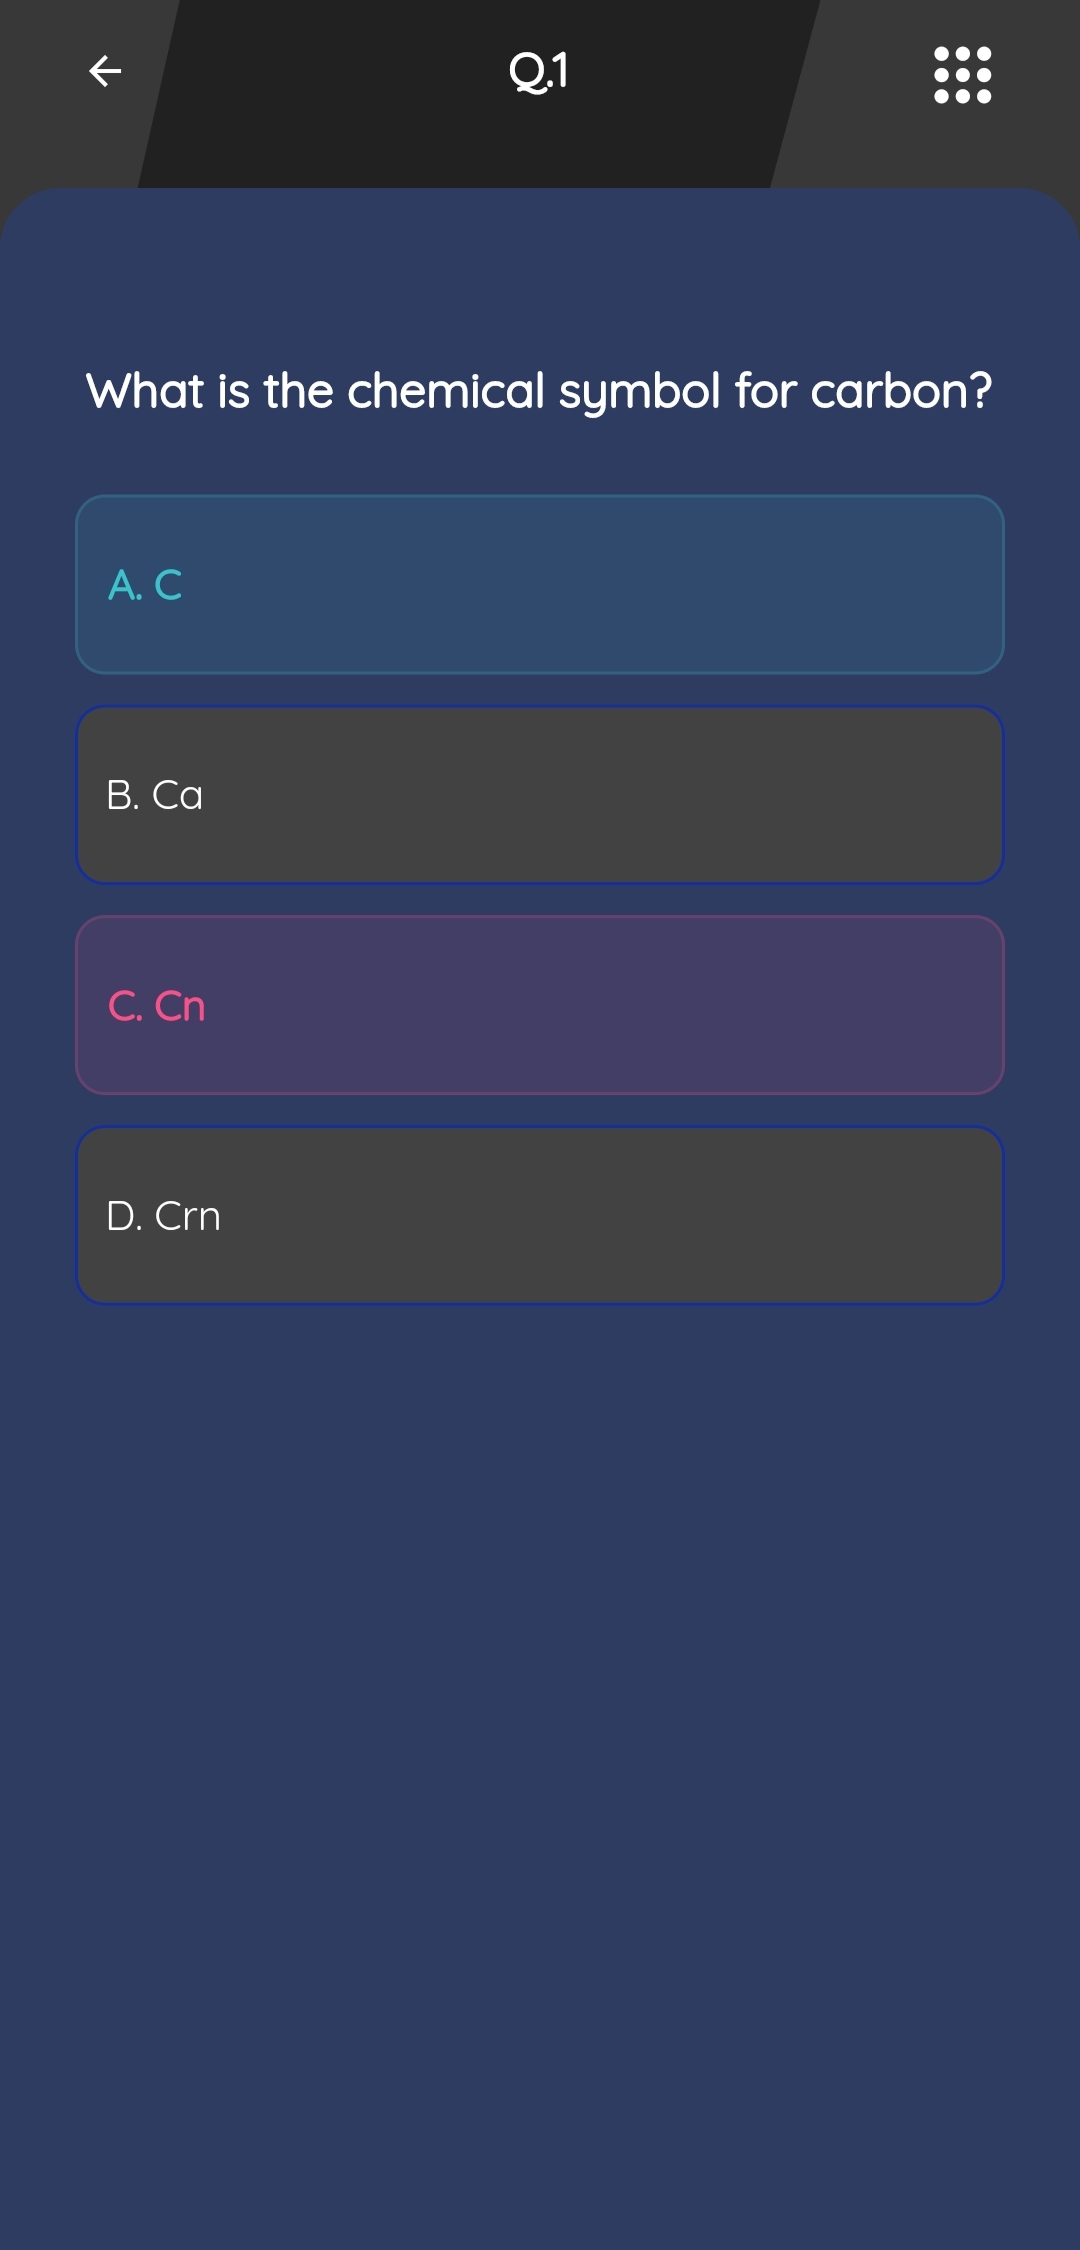 Q.1
What is the chemical symbol for carbon?
A. C
B. Ca
C. Cn
D. Crn